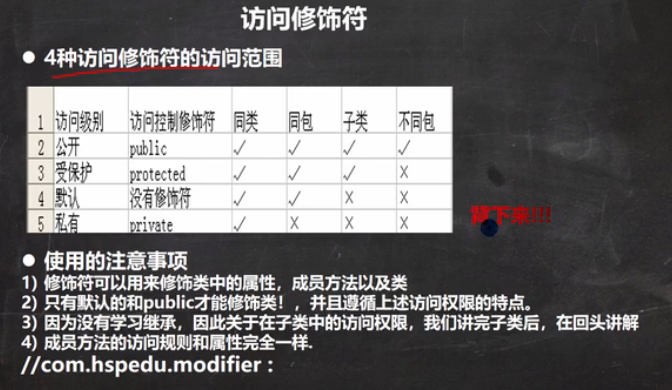 访问修饰符
● 4种访问修饰符的访问范围
1 访问级别 访问控制修饰符 同类 同包 子类 不同包
2 公开 public √ √ √ √
3 受保护 protected √ √ √ ×
4 默认 没有修饰符 √ √ × ×
5 私有 private √ × × ×
背下来!!!
● 使用的注意事项
1) 修饰符可以用来修饰类中的属性，成员方法以及类
2) 只有默认的和public才能修饰类！，并且遵循上述访问权限的特点。
3) 因为没有学习继承，因此关于在子类中的访问权限，我们讲完子类后，在回头讲解
4) 成员方法的访问规则和属性完全一样.
//com.hspedu.modifier :